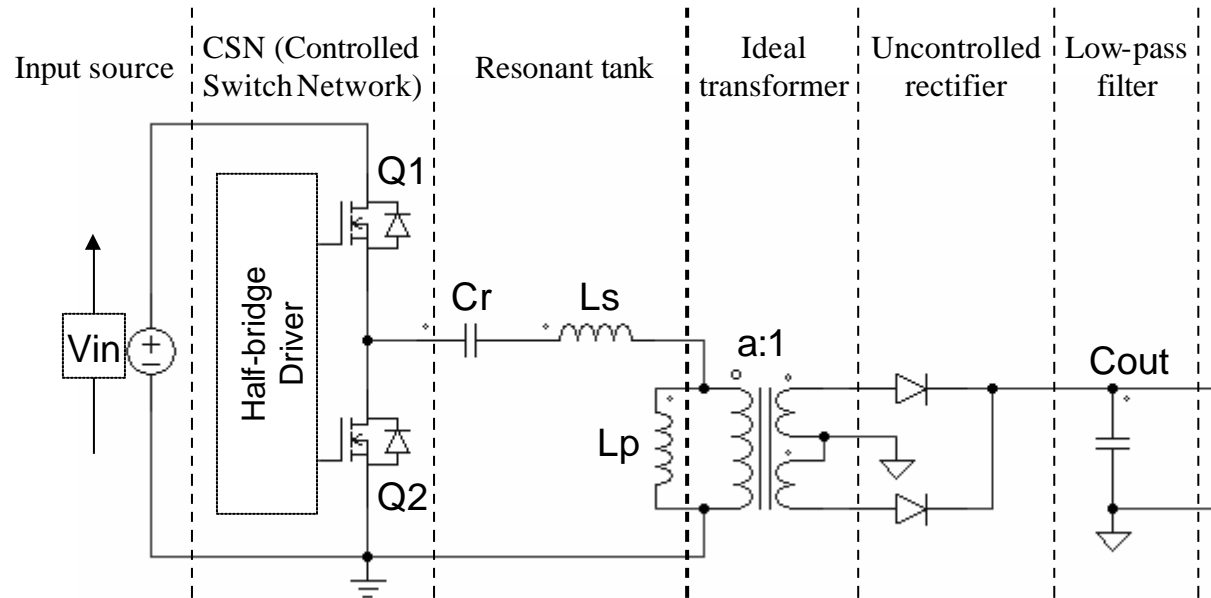 Input source
CSN (Controlled
Switch Network)
Resonant tank
Ideal
transformer
Uncontrolled
rectifier
Low-pass
filter
Q1
Half-bridge
Driver
Vin
Cr
Ls
a:1
Cout
Lp
Q2